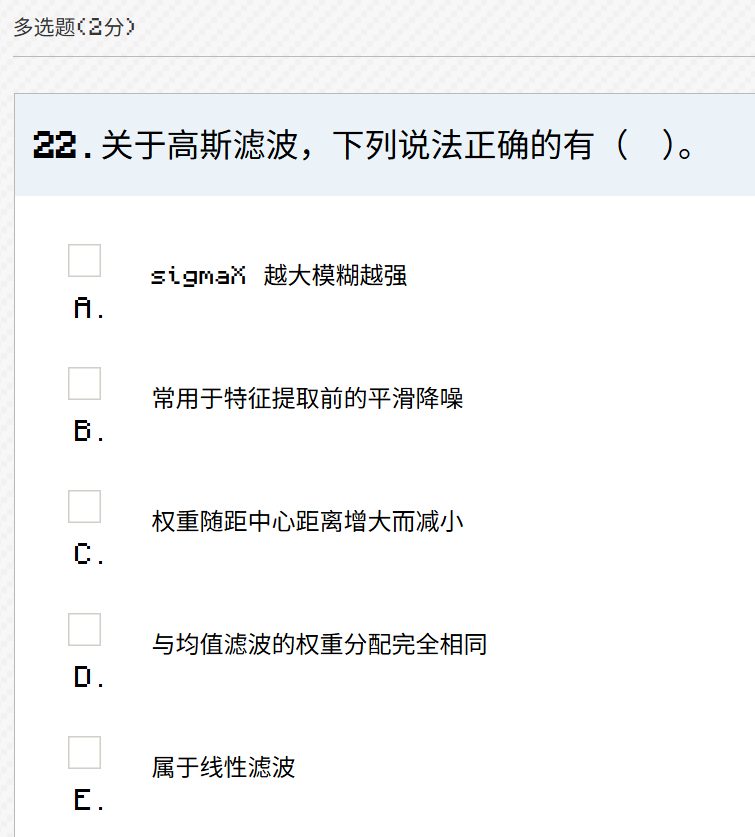 多选题(2分)
22.关于高斯滤波，下列说法正确的有（ ）。
A. sigmaX 越大模糊越强
B. 常用于特征提取前的平滑降噪
C. 权重随距中心距离增大而减小
D. 与均值滤波的权重分配完全相同
E. 属于线性滤波